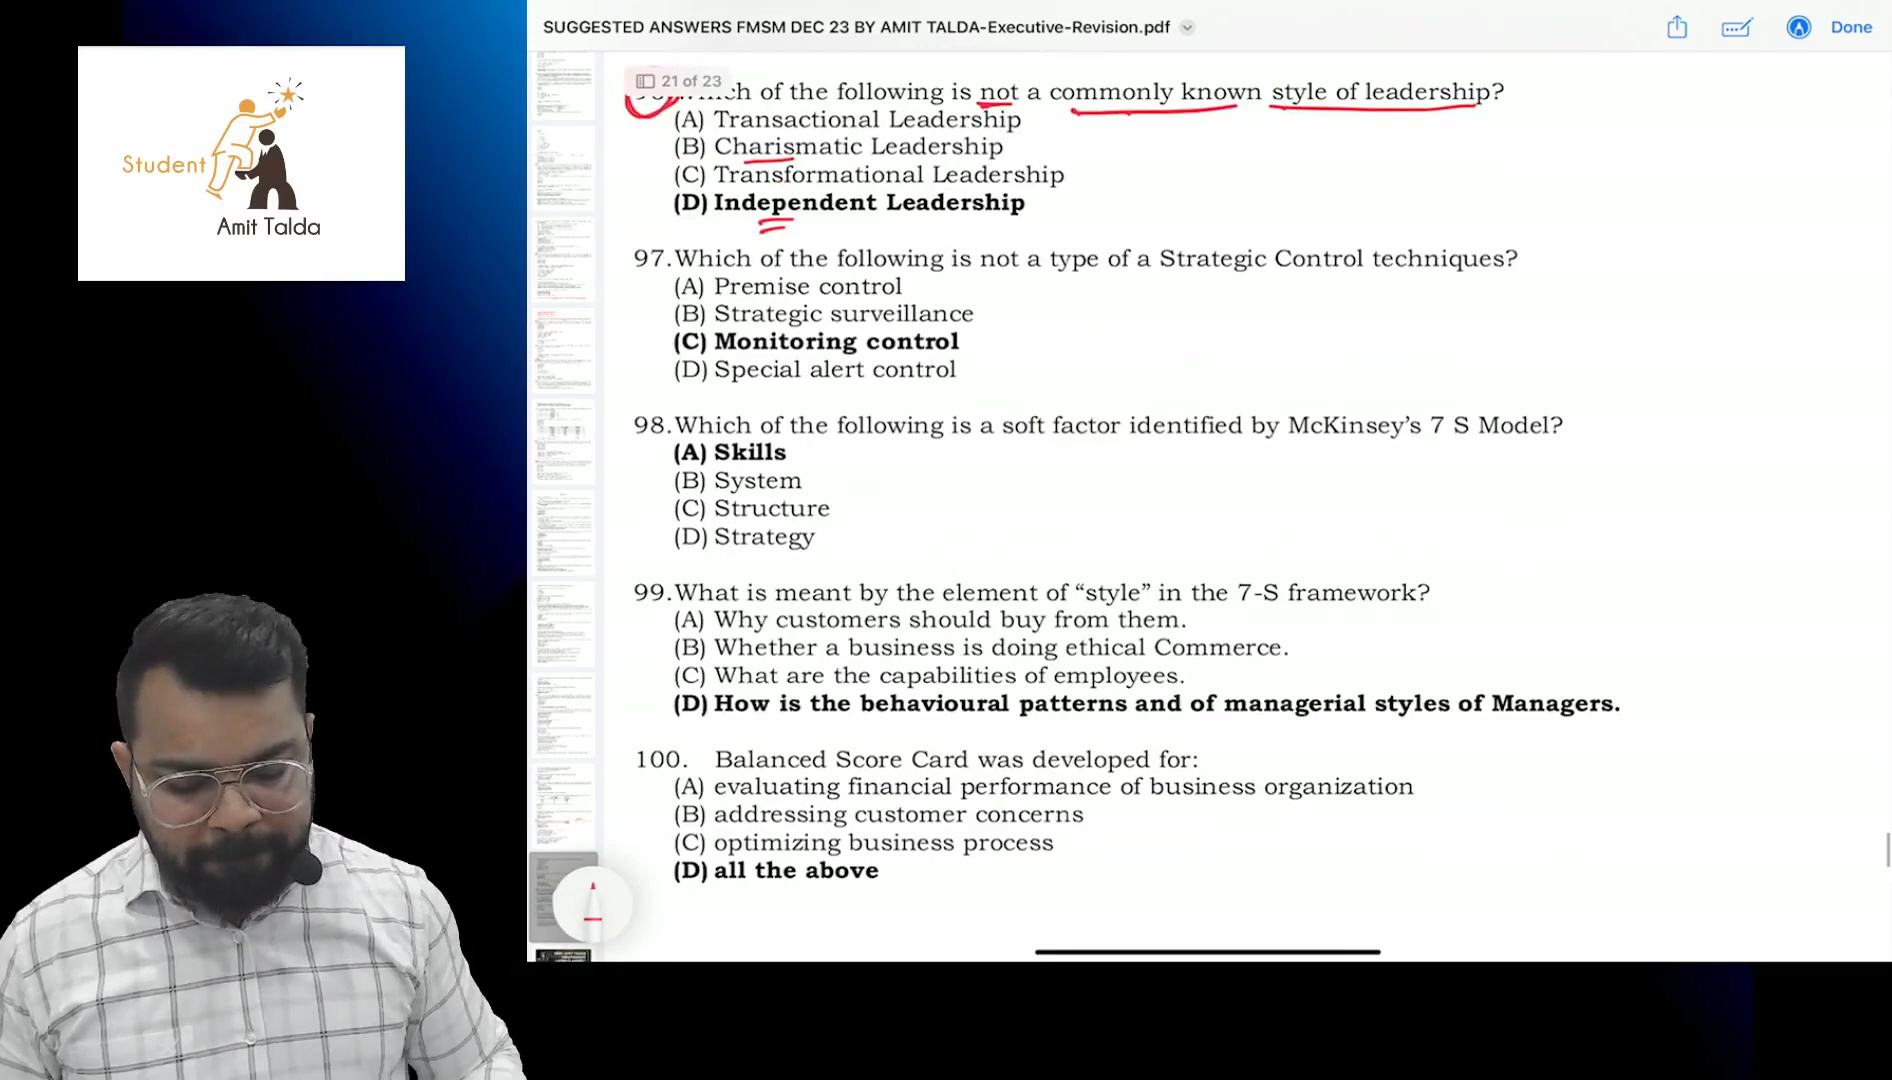 SUGGESTED ANSWERS FMSM DEC 23 BY AMIT TALDA-Executive-Revision.pdf
Done
Student
Amit Talda
21 of 23
ch of the following is not a commonly known style of leadership?
(A) Transactional Leadership
(B) Charismatic Leadership
(C) Transformational Leadership
(D) Independent Leadership
97. Which of the following is not a type of a Strategic Control techniques?
(A) Premise control
(B) Strategic surveillance
(C) Monitoring control
(D) Special alert control
98. Which of the following is a soft factor identified by McKinsey's 7 S Model?
(A) Skills
(B) System
(C) Structure
(D) Strategy
99. What is meant by the element of “style” in the 7-S framework?
(A) Why customers should buy from them.
(B) Whether a business is doing ethical Commerce.
(C) What are the capabilities of employees.
(D) How is the behavioural patterns and of managerial styles of Managers.
100. Balanced Score Card was developed for:
(A) evaluating financial performance of business organization
(B) addressing customer concerns
(C) optimizing business process
(D) all the above